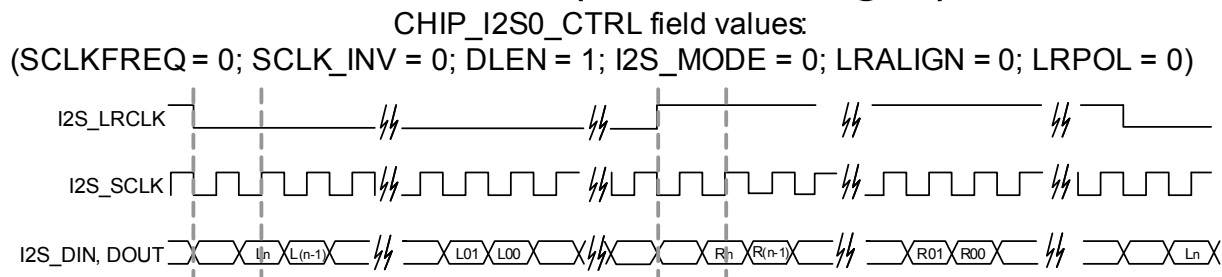 CHIP_I2S0_CTRL field values:
(SCLKFREQ = 0; SCLK_INV = 0; DLEN = 1; I2S_MODE = 0; LRALIGN = 0; LRPOL = 0)
I2S_LRCLK
I2S_SCLK
I2S_DIN, DOUT Ln L(n-1) L01 L00 Rn R(n-1) R01 R00 Ln